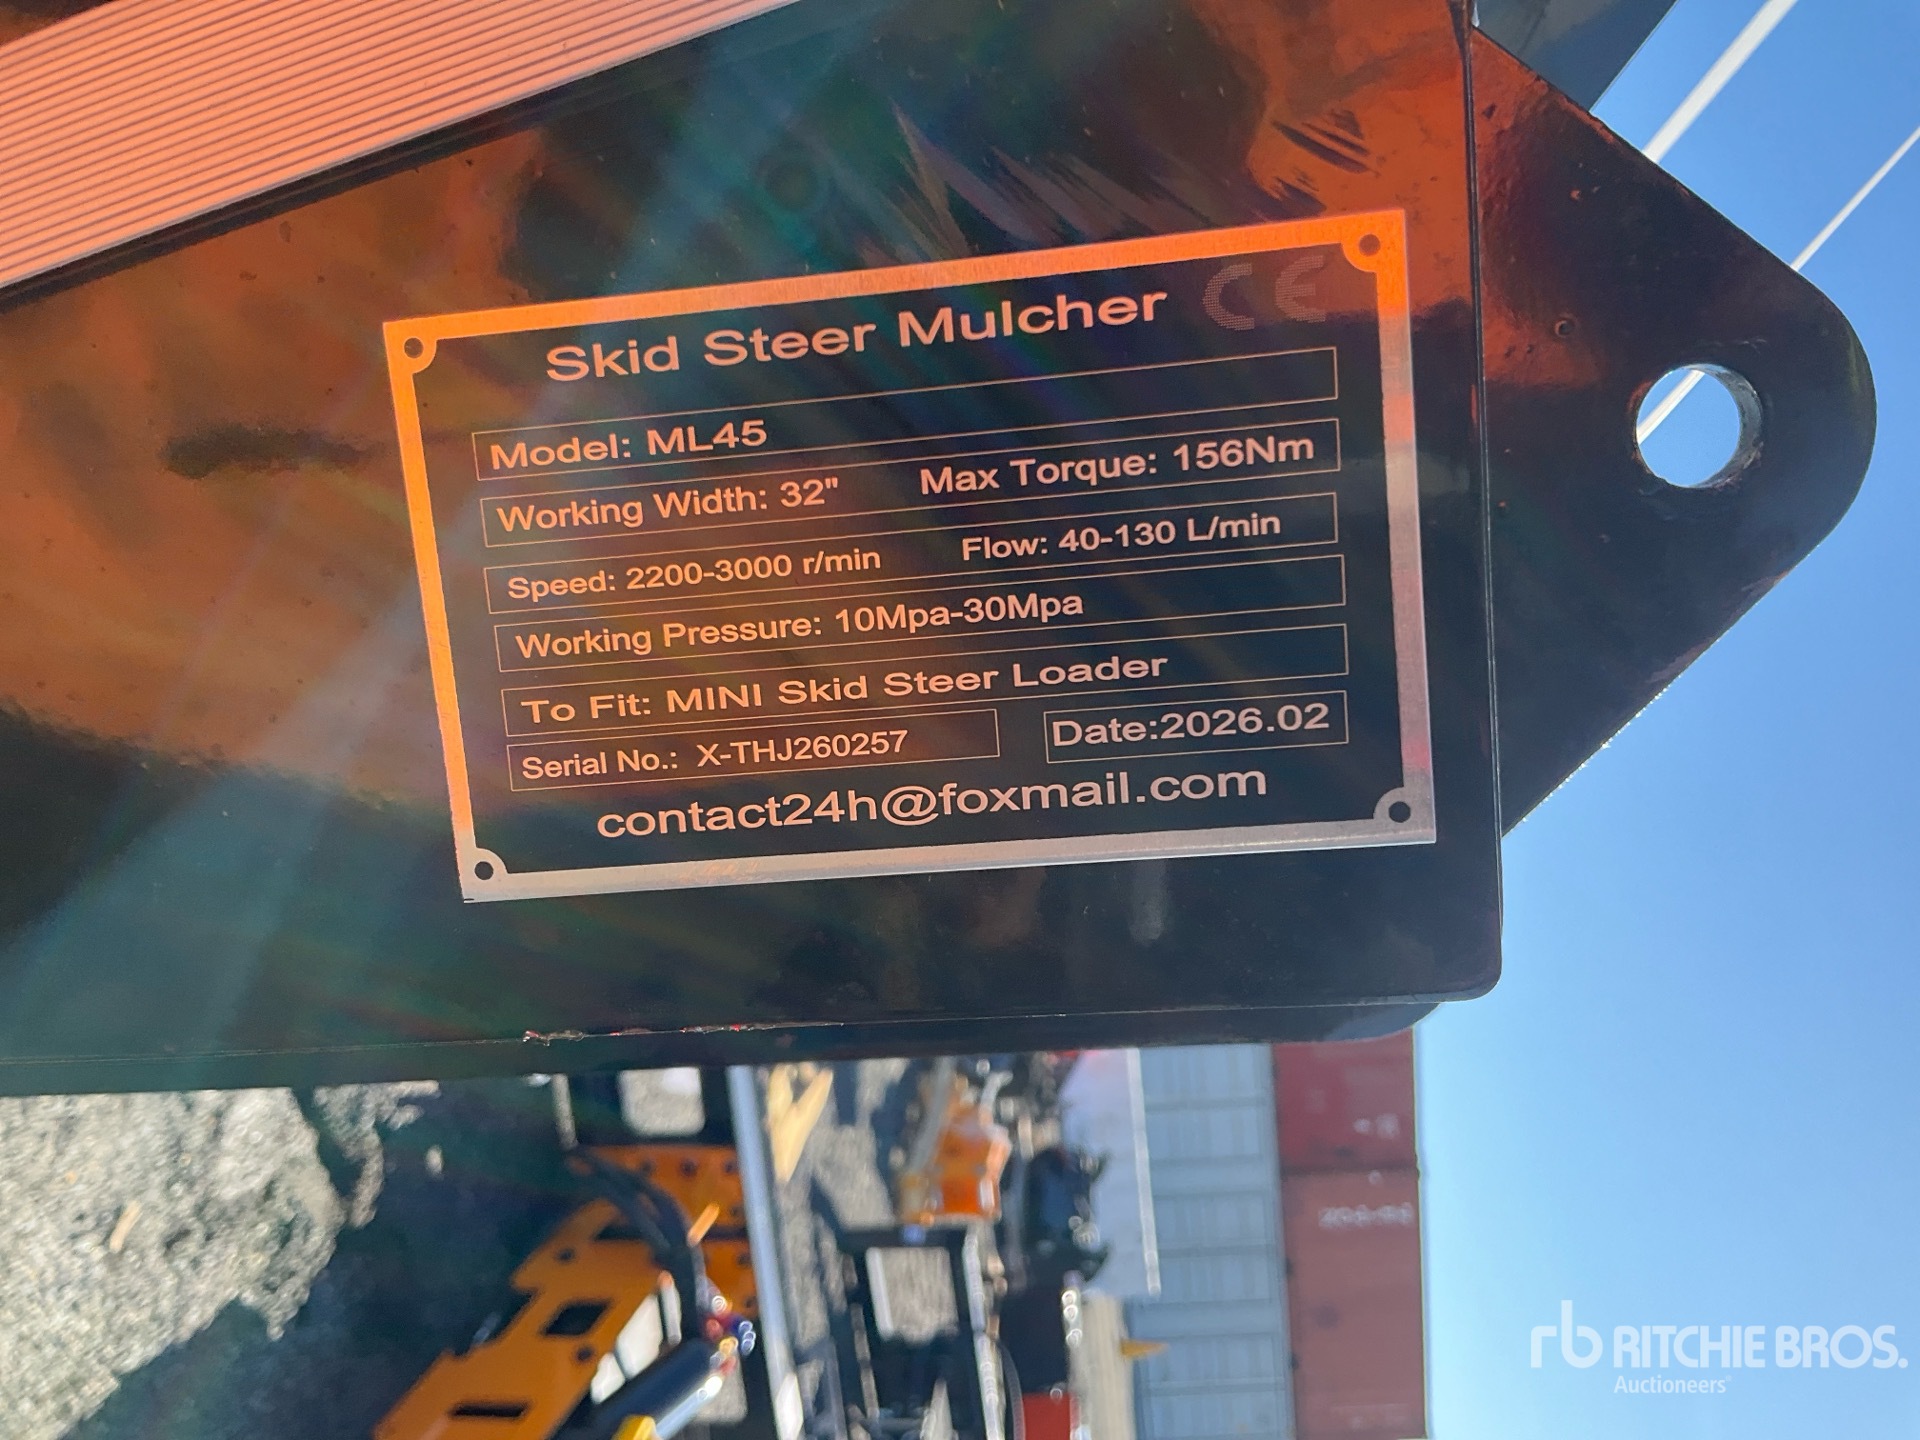 Skid Steer Mulcher CE
Model: ML45
Working Width: 32" Max Torque: 156Nm
Speed: 2200-3000 r/min Flow: 40-130 L/min
Working Pressure: 10Mpa-30Mpa
To Fit: MINI Skid Steer Loader
Serial No.: X-THJ260257 Date:2026.02
contact24h@foxmail.com
rb RITCHIE BROS.
Auctioneers